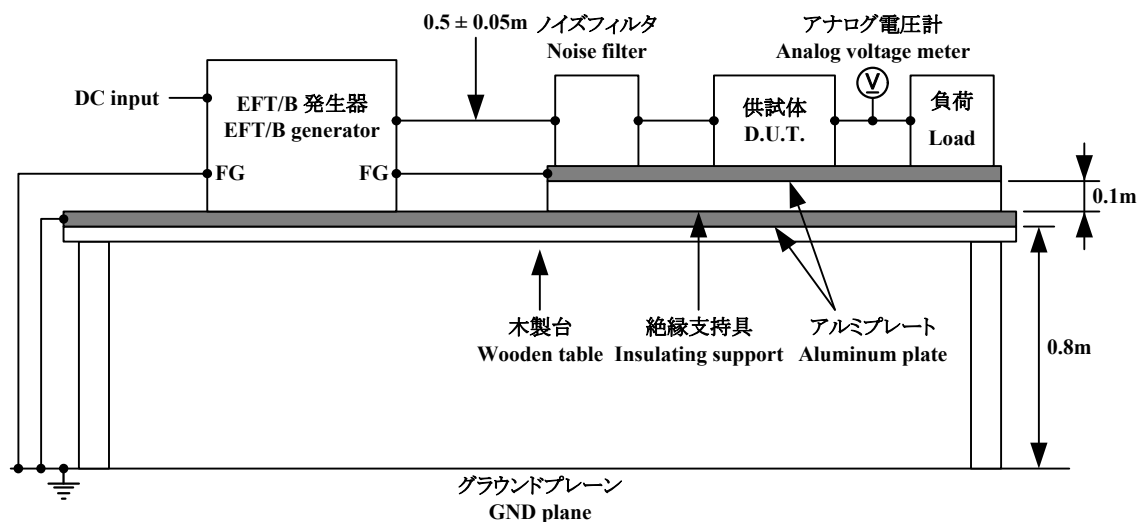 0.5 ± 0.05m
ノイズフィルタ
Noise filter
アナログ電圧計
Analog voltage meter
DC input
EFT/B 発生器
EFT/B generator
供試体
D.U.T.
V
負荷
Load
FG
FG
0.1m
木製台
Wooden table
絶縁支持具
Insulating support
アルミプレート
Aluminum plate
0.8m
グラウンドプレーン
GND plane